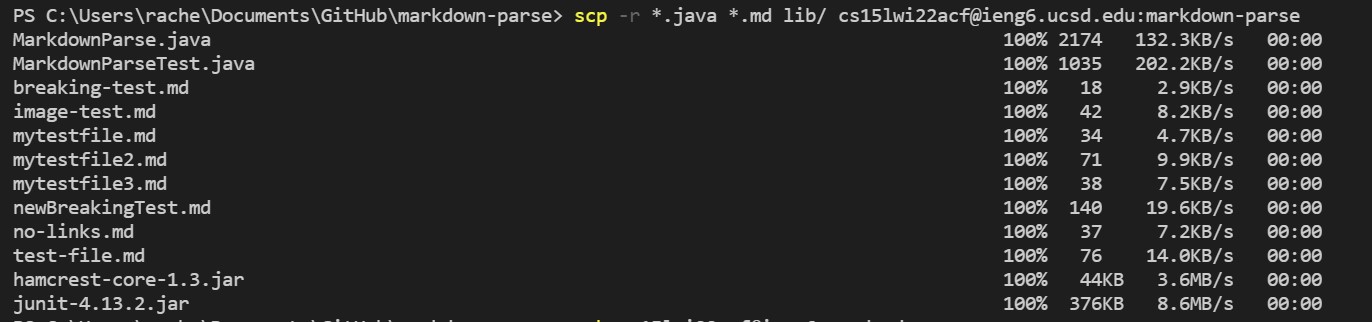 PS C:\Users\rache\Documents\GitHub\markdown-parse> scp -r *.java *.md lib/ cs15lwi22acf@ieng6.ucsd.edu:markdown-parse
MarkdownParse.java 100% 2174 132.3KB/s 00:00
MarkdownParseTest.java 100% 1035 202.2KB/s 00:00
breaking-test.md 100% 18 2.9KB/s 00:00
image-test.md 100% 42 8.2KB/s 00:00
mytestfile.md 100% 34 4.7KB/s 00:00
mytestfile2.md 100% 71 9.9KB/s 00:00
mytestfile3.md 100% 38 7.5KB/s 00:00
newBreakingTest.md 100% 140 19.6KB/s 00:00
no-links.md 100% 37 7.2KB/s 00:00
test-file.md 100% 76 14.0KB/s 00:00
hamcrest-core-1.3.jar 100% 44KB 3.6MB/s 00:00
junit-4.13.2.jar 100% 376KB 8.6MB/s 00:00